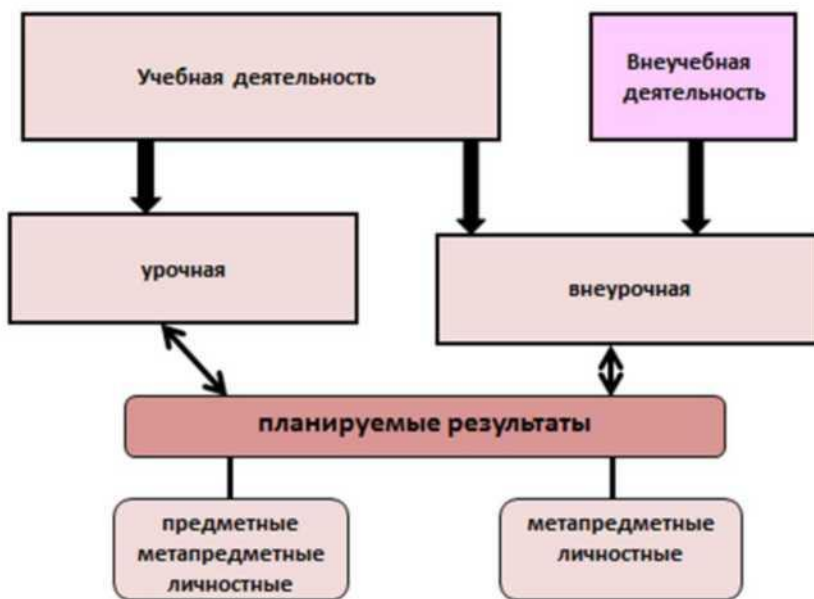 Учебная деятельность
Внеучебная
деятельность
урочная
внеурочная
планируемые результаты
предметные
метапредметные
личностные
метапредметные
личностные